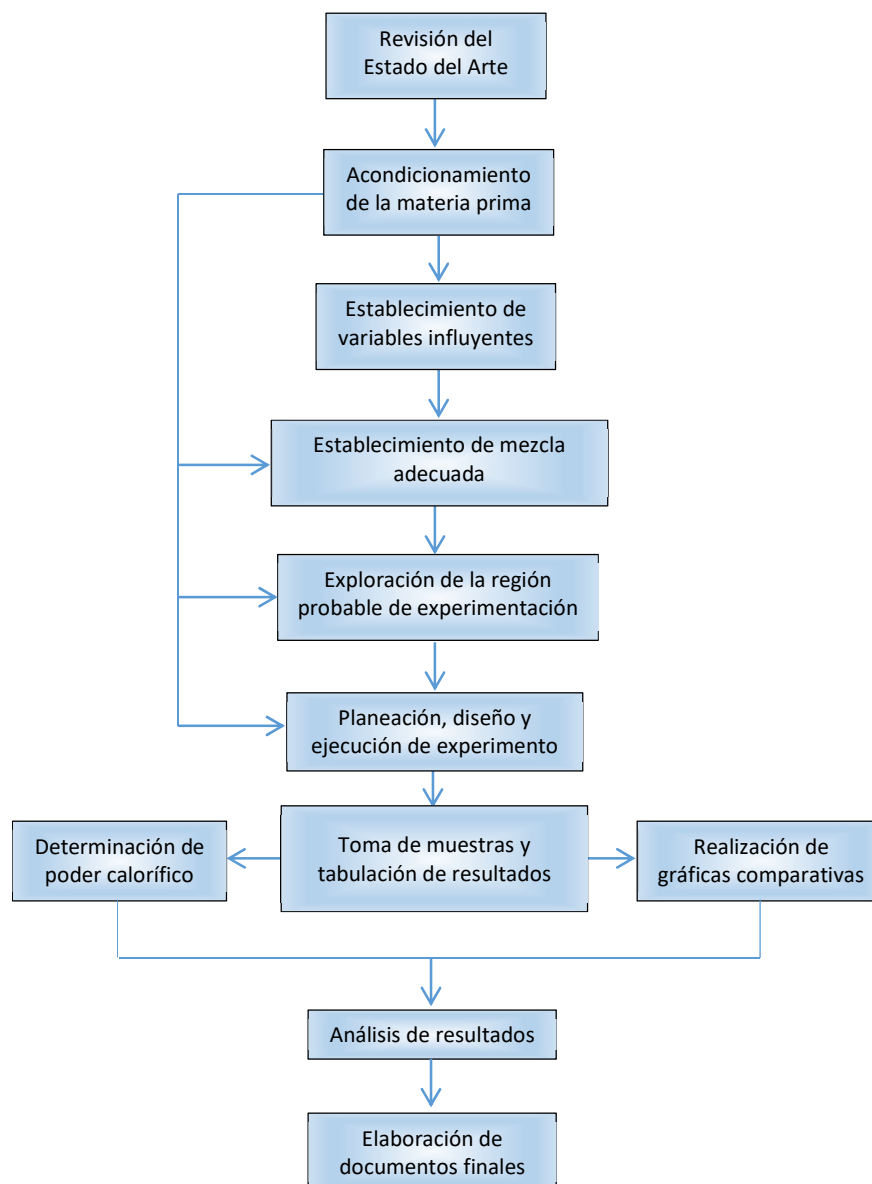 Revisión del
Estado del Arte
Acondicionamiento
de la materia prima
Establecimiento de
variables influyentes
Establecimiento de mezcla
adecuada
Exploración de la región
probable de experimentación
Planeación, diseño y
ejecución de experimento
Determinación de
poder calorífico
Toma de muestras y
tabulación de resultados
Realización de
gráficas comparativas
Análisis de resultados
Elaboración de
documentos finales